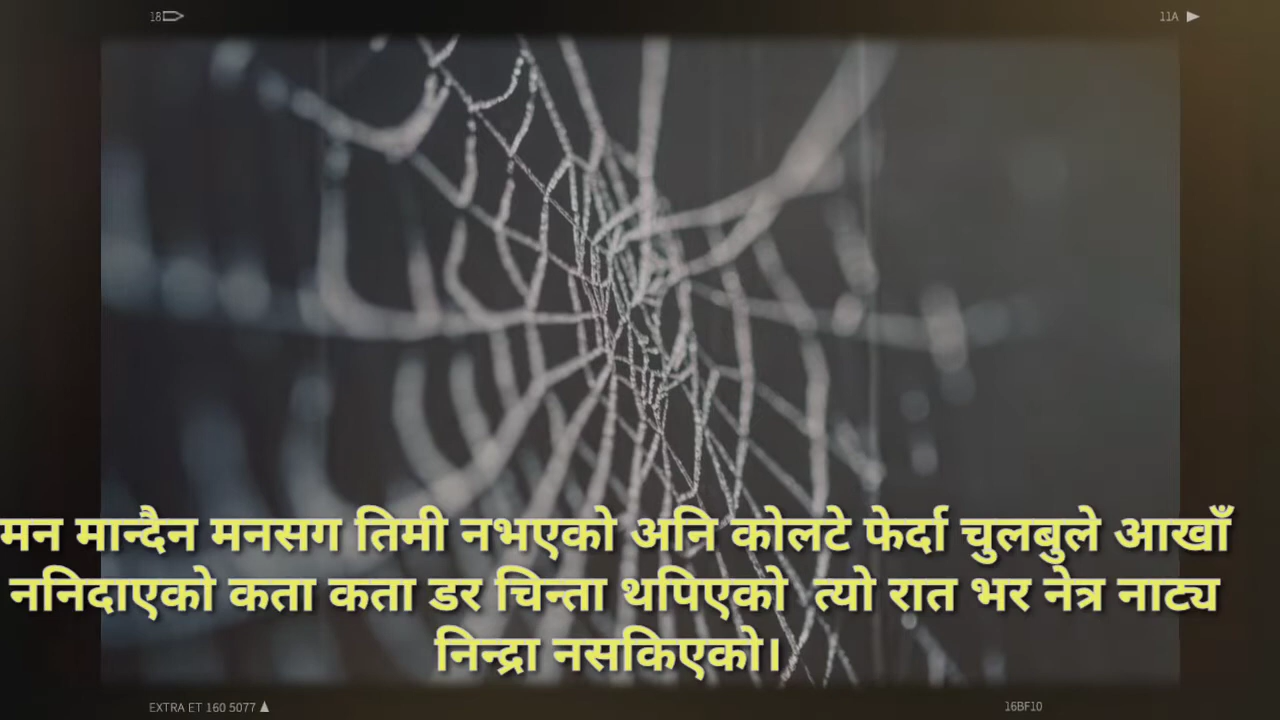 18
11A
मन मान्दैन मनसग तिमी नभएको अनि कोलटे फेर्दा चुलबुले आखाँ
ननिदाएको कता कता डर चिन्ता थपिएको त्यो रात भर नेत्र नाट्य
निन्द्रा नसकिएको।
EXTRA ET 160 5077
16BF10